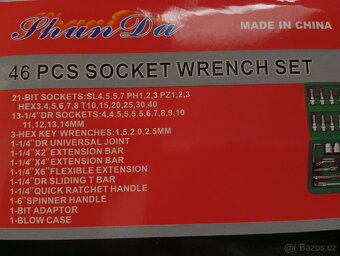 ShanDa
MADE IN CHINA
46 PCS SOCKET WRENCH SET
21-BIT SOCKETS:SL4,5.5,7 PH1,2,3 PZ1,2,3
HEX3,4,5,6,7,8 T10,15,20,25,30,40
13-1/4"DR SOCKETS:4,4.5,5,5.5,6,7,8,9,10
11,12,13,14MM
3-HEX KEY WRENCHES:1.5,2.0,2.5MM
1-1/4"DR UNIVERSAL JOINT
1-1/4"X2"EXTENSION BAR
1-1/4"X4"EXTENSION BAR
1-1/4"X6"FLEXIBLE EXTENSION
1-1/4"DR SLIDING T BAR
1-1/4"QUICK RATCHET HANDLE
1-6"SPINNER HANDLE
1-BIT ADAPTOR
1-BLOW CASE
Bazos.cz